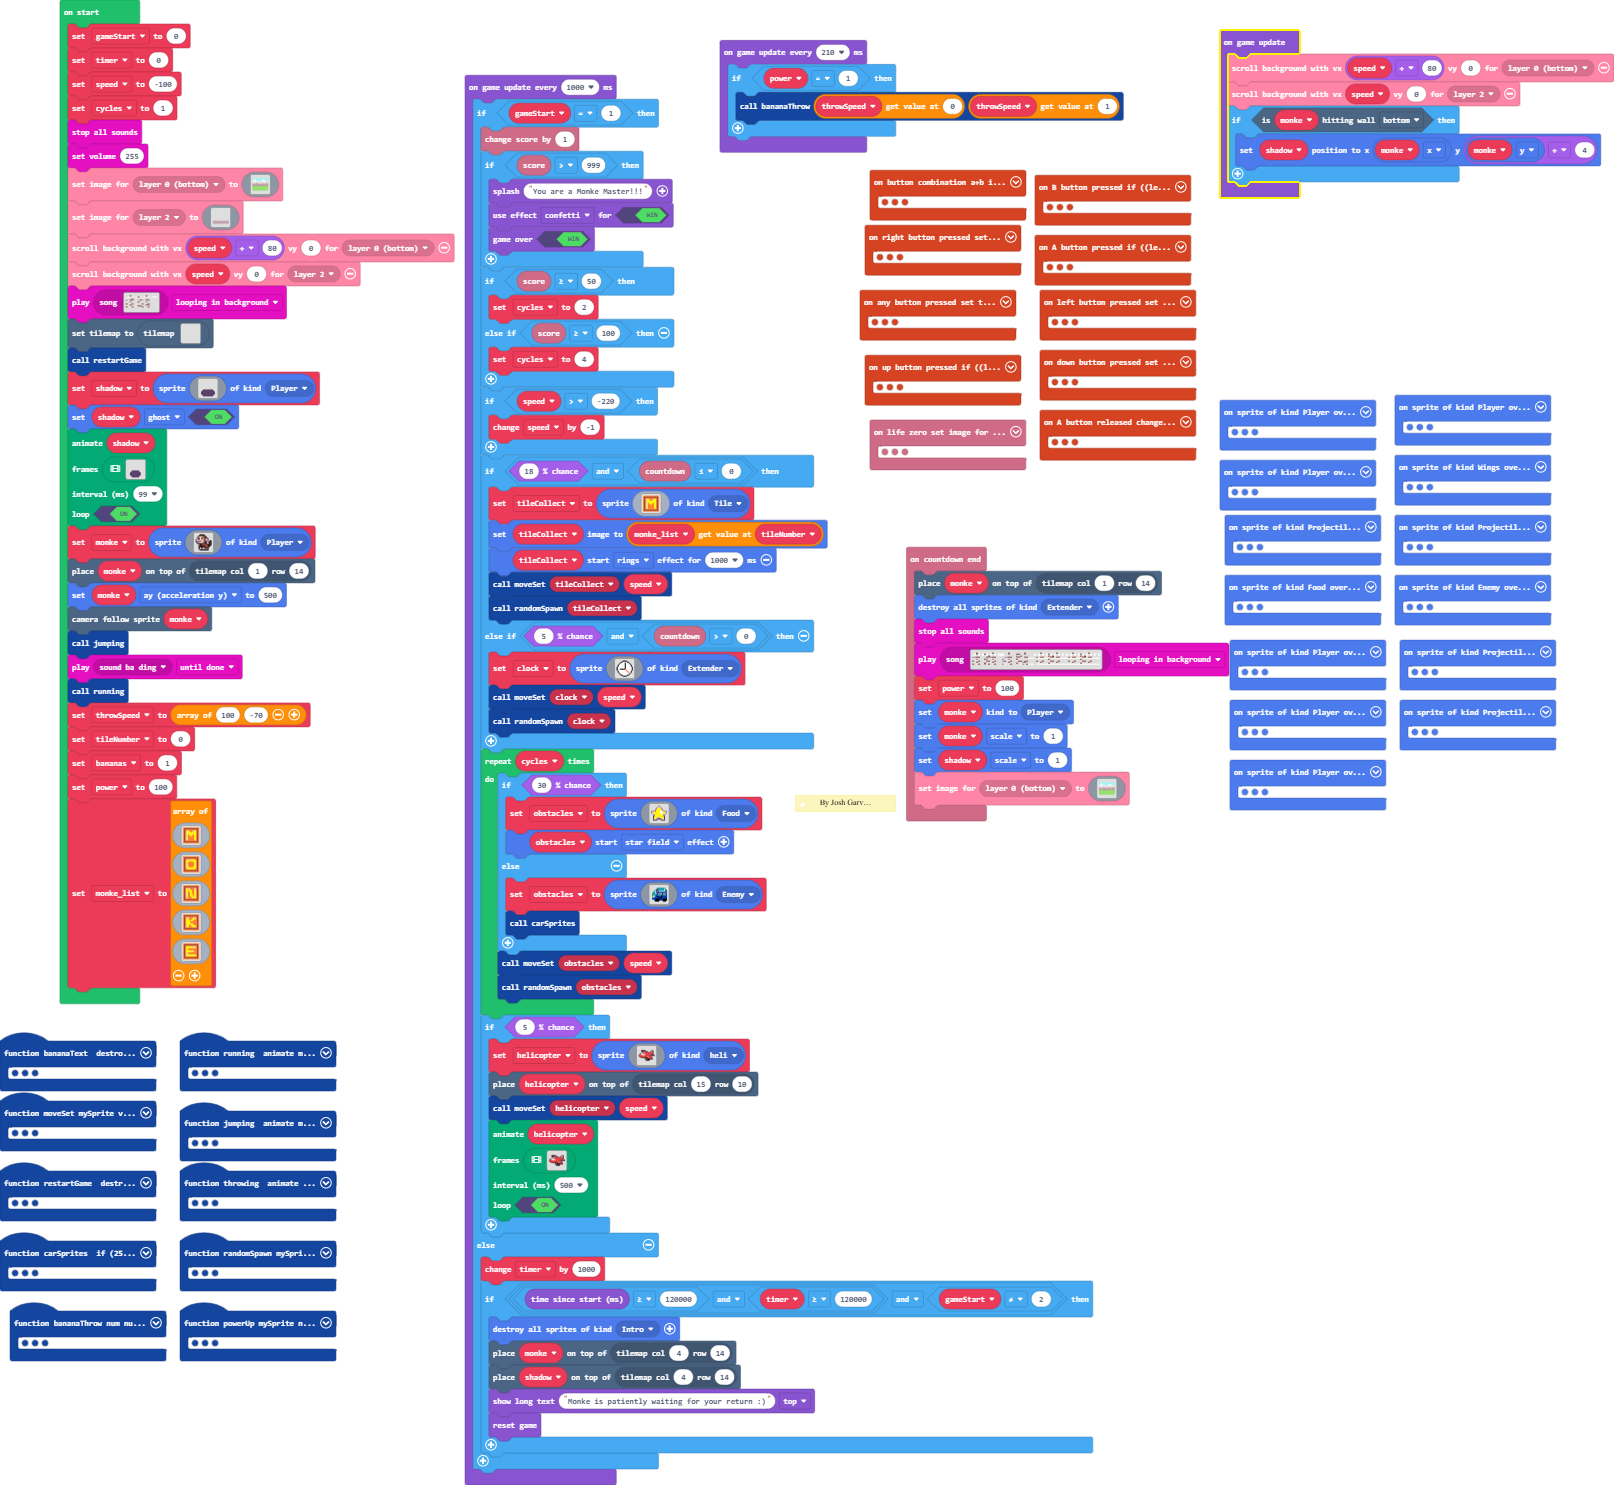 on start
set gameStart to 0
set timer to 0
set speed to -100
set cycles to 1
stop all sounds
set volume 255
set image for layer 0 (bottom) to
set image for layer 2 to
scroll background with vx speed ÷ 80 vy 0 for layer 0 (bottom)
scroll background with vx speed vy 0 for layer 2
play song looping in background
set tilemap to tilemap
call restartGame
set shadow to sprite of kind Player
set shadow ghost ON
animate shadow
frames
interval (ms) 99
loop ON
set monke to sprite of kind Player
place monke on top of tilemap col 1 row 14
set monke ay (acceleration y) to 500
camera follow sprite monke
call jumping
play sound ba ding until done
call running
set throwSpeed to array of 100 -70
set tileNumber to 0
set bananas to 1
set power to 100
set monke_list to array of
M
O
N
K
E
function bananaText destro...
function running animate m...
function moveSet mySprite v...
function jumping animate m...
function restartGame destr...
function throwing animate ...
function carSprites if (25...
function randomSpawn mySpri...
function bananaThrow num nu...
function powerUp mySprite n...
on game update every 1000 ms
if gameStart = 1 then
change score by 1
if score > 999 then
splash "You are a Monke Master!!!"
use effect confetti for WIN
game over WIN
if score ≥ 50 then
set cycles to 2
else if score ≥ 100 then
set cycles to 4
if speed > -220 then
change speed by -1
if 18 % chance and countdown ≤ 0 then
set tileCollect to sprite M of kind Tile
set tileCollect image to monke_list get value at tileNumber
tileCollect start rings effect for 1000 ms
call moveSet tileCollect speed
call randomSpawn tileCollect
else if 5 % chance and countdown > 0 then
set clock to sprite of kind Extender
call moveSet clock speed
call randomSpawn clock
repeat cycles times
do
if 30 % chance then
set obstacles to sprite of kind Food
obstacles start star field effect
else
set obstacles to sprite of kind Enemy
call carSprites
call moveSet obstacles speed
call randomSpawn obstacles
if 5 % chance then
set helicopter to sprite of kind heli
place helicopter on top of tilemap col 15 row 10
call moveSet helicopter speed
animate helicopter
frames
interval (ms) 500
loop ON
else
change timer by 1000
if time since start (ms) ≥ 120000 and timer ≥ 120000 and gameStart ≠ 2 then
destroy all sprites of kind Intro
place monke on top of tilemap col 4 row 14
place shadow on top of tilemap col 4 row 14
show long text "Monke is patiently waiting for your return :)" top
reset game
on game update every 210 ms
if power = 1 then
call bananaThrow throwSpeed get value at 0 throwSpeed get value at 1
on button combination a+b i...
on B button pressed if ((le...
on right button pressed set...
on A button pressed if ((le...
on any button pressed set t...
on left button pressed set ...
on up button pressed if ((l...
on down button pressed set ...
on life zero set image for ...
on A button released change...
By Josh Garv…
on countdown end
place monke on top of tilemap col 1 row 14
destroy all sprites of kind Extender
stop all sounds
play song looping in background
set power to 100
set monke kind to Player
set monke scale to 1
set shadow scale to 1
set image for layer 0 (bottom) to
on game update
scroll background with vx speed ÷ 80 vy 0 for layer 0 (bottom)
scroll background with vx speed vy 0 for layer 2
if is monke hitting wall bottom then
set shadow position to x monke x y monke y + 4
on sprite of kind Player ov...
on sprite of kind Player ov...
on sprite of kind Player ov...
on sprite of kind Wings ove...
on sprite of kind Projectil...
on sprite of kind Projectil...
on sprite of kind Food over...
on sprite of kind Enemy ove...
on sprite of kind Player ov...
on sprite of kind Projectil...
on sprite of kind Player ov...
on sprite of kind Projectil...
on sprite of kind Player ov...